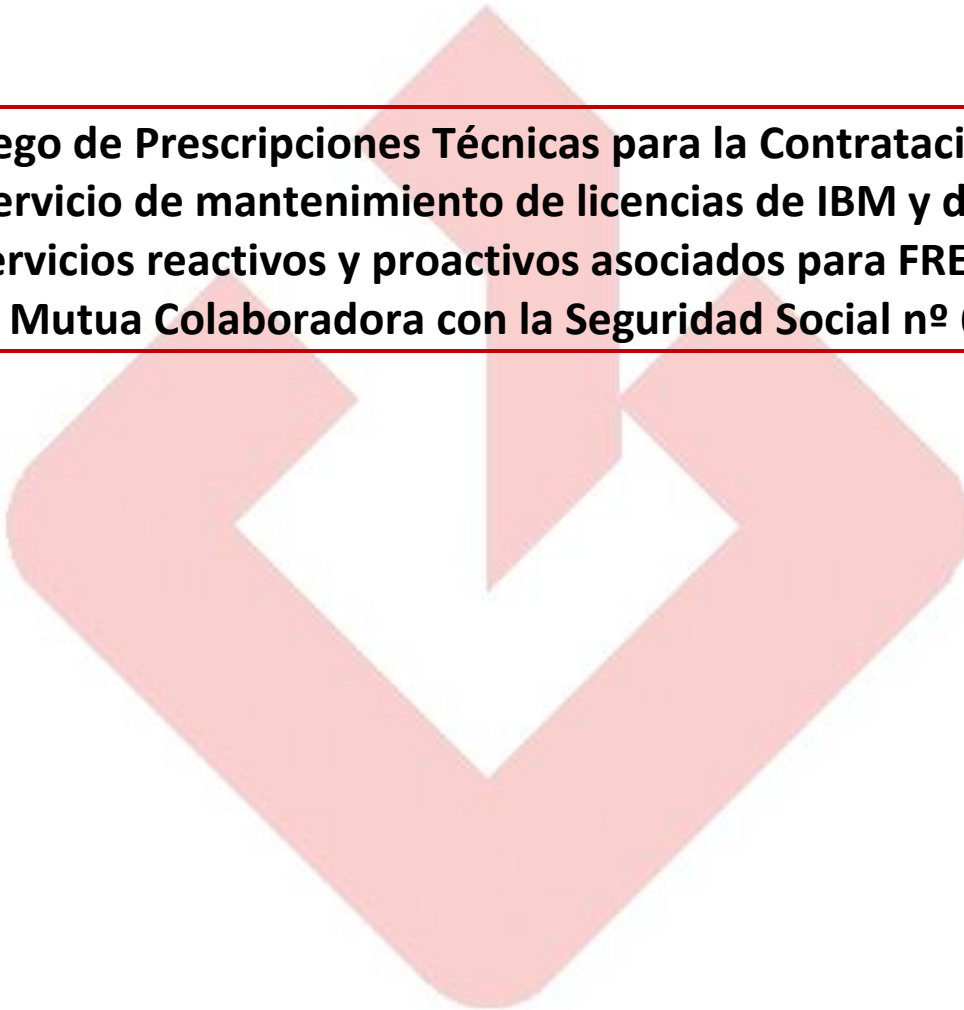 ego de Prescripciones Técnicas para la Contrataci
ervicio de mantenimiento de licencias de IBM y d
ervicios reactivos y proactivos asociados para FRE
Mutua Colaboradora con la Seguridad Social nº